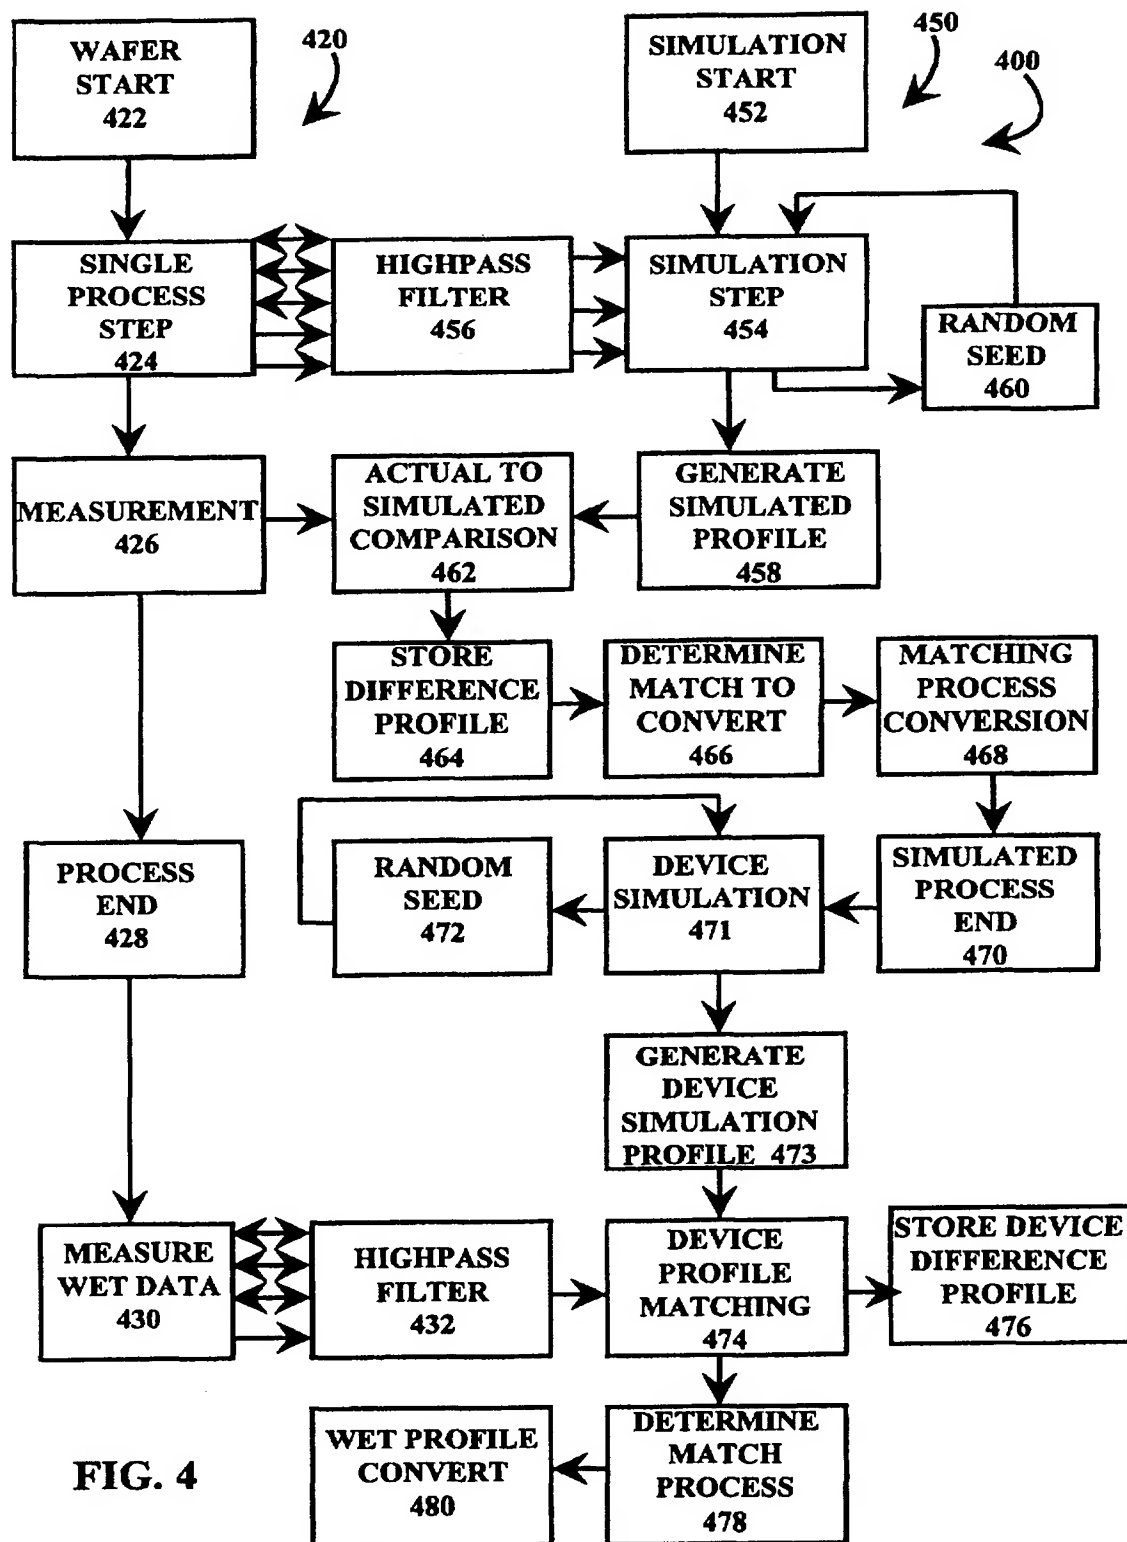 WAFER
START
422
420
SIMULATION
START
452
450
400
SINGLE
PROCESS
STEP
424
HIGHPASS
FILTER
456
SIMULATION
STEP
454
RANDOM
SEED
460
MEASUREMENT
426
ACTUAL TO
SIMULATED
COMPARISON
462
GENERATE
SIMULATED
PROFILE
458
STORE
DIFFERENCE
PROFILE
464
DETERMINE
MATCH TO
CONVERT
466
MATCHING
PROCESS
CONVERSION
468
PROCESS
END
428
RANDOM
SEED
472
DEVICE
SIMULATION
471
SIMULATED
PROCESS
END
470
GENERATE
DEVICE
SIMULATION
PROFILE 473
MEASURE
WET DATA
430
HIGHPASS
FILTER
432
DEVICE
PROFILE
MATCHING
474
STORE DEVICE
DIFFERENCE
PROFILE
476
WET PROFILE
CONVERT
480
DETERMINE
MATCH
PROCESS
478
FIG. 4